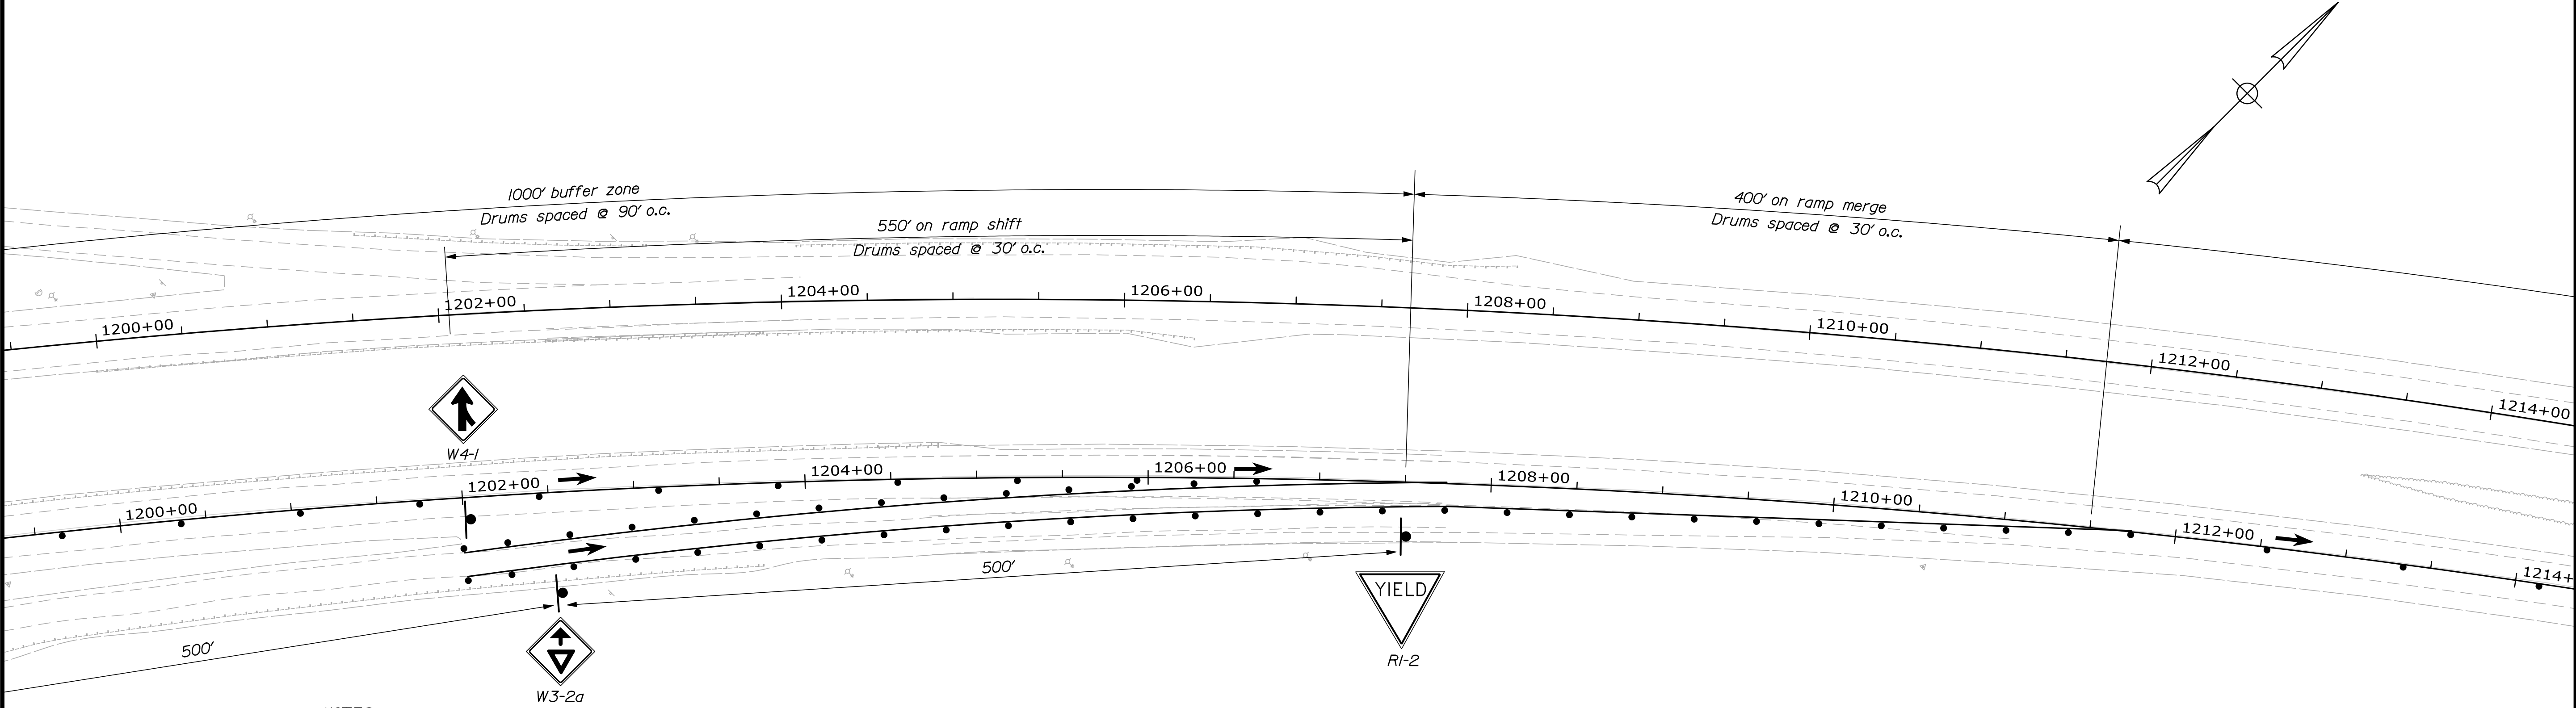 1000' buffer zone
Drums spaced @ 90' o.c.
550' on ramp shift
Drums spaced @ 30' o.c.
400' on ramp merge
Drums spaced @ 30' o.c.
1200+00
1202+00
1204+00
1206+00
1208+00
1210+00
1212+00
1214+00
W4-1
1200+00
1202+00
1204+00
1206+00
1208+00
1210+00
1212+00
1214+
500'
500'
YIELD
R1-2
W3-2a